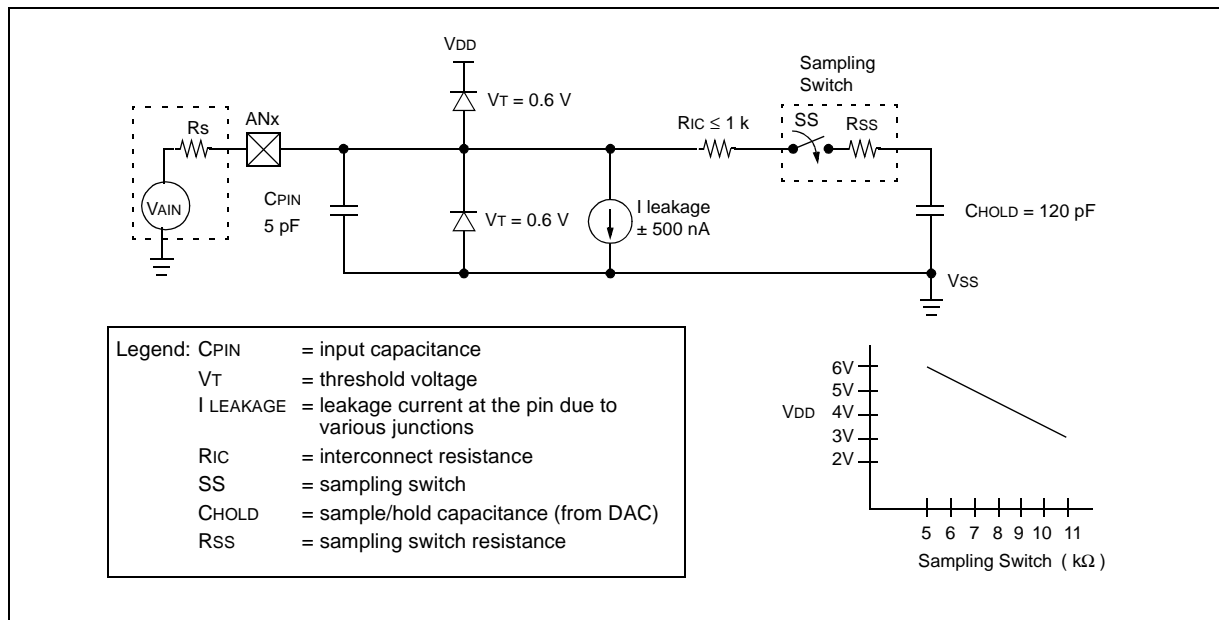 VDD
Sampling
Switch
VT = 0.6 V
RS
ANx
RIC ≤ 1 k
SS
RSS
VAIN
CPIN
5 pF
VT = 0.6 V
I leakage
± 500 nA
CHOLD = 120 pF
VSS
Legend: CPIN = input capacitance
VT = threshold voltage
I LEAKAGE = leakage current at the pin due to
various junctions
RIC = interconnect resistance
SS = sampling switch
CHOLD = sample/hold capacitance (from DAC)
RSS = sampling switch resistance
VDD
6V
5V
4V
3V
2V
5 6 7 8 9 10 11
Sampling Switch ( kΩ )